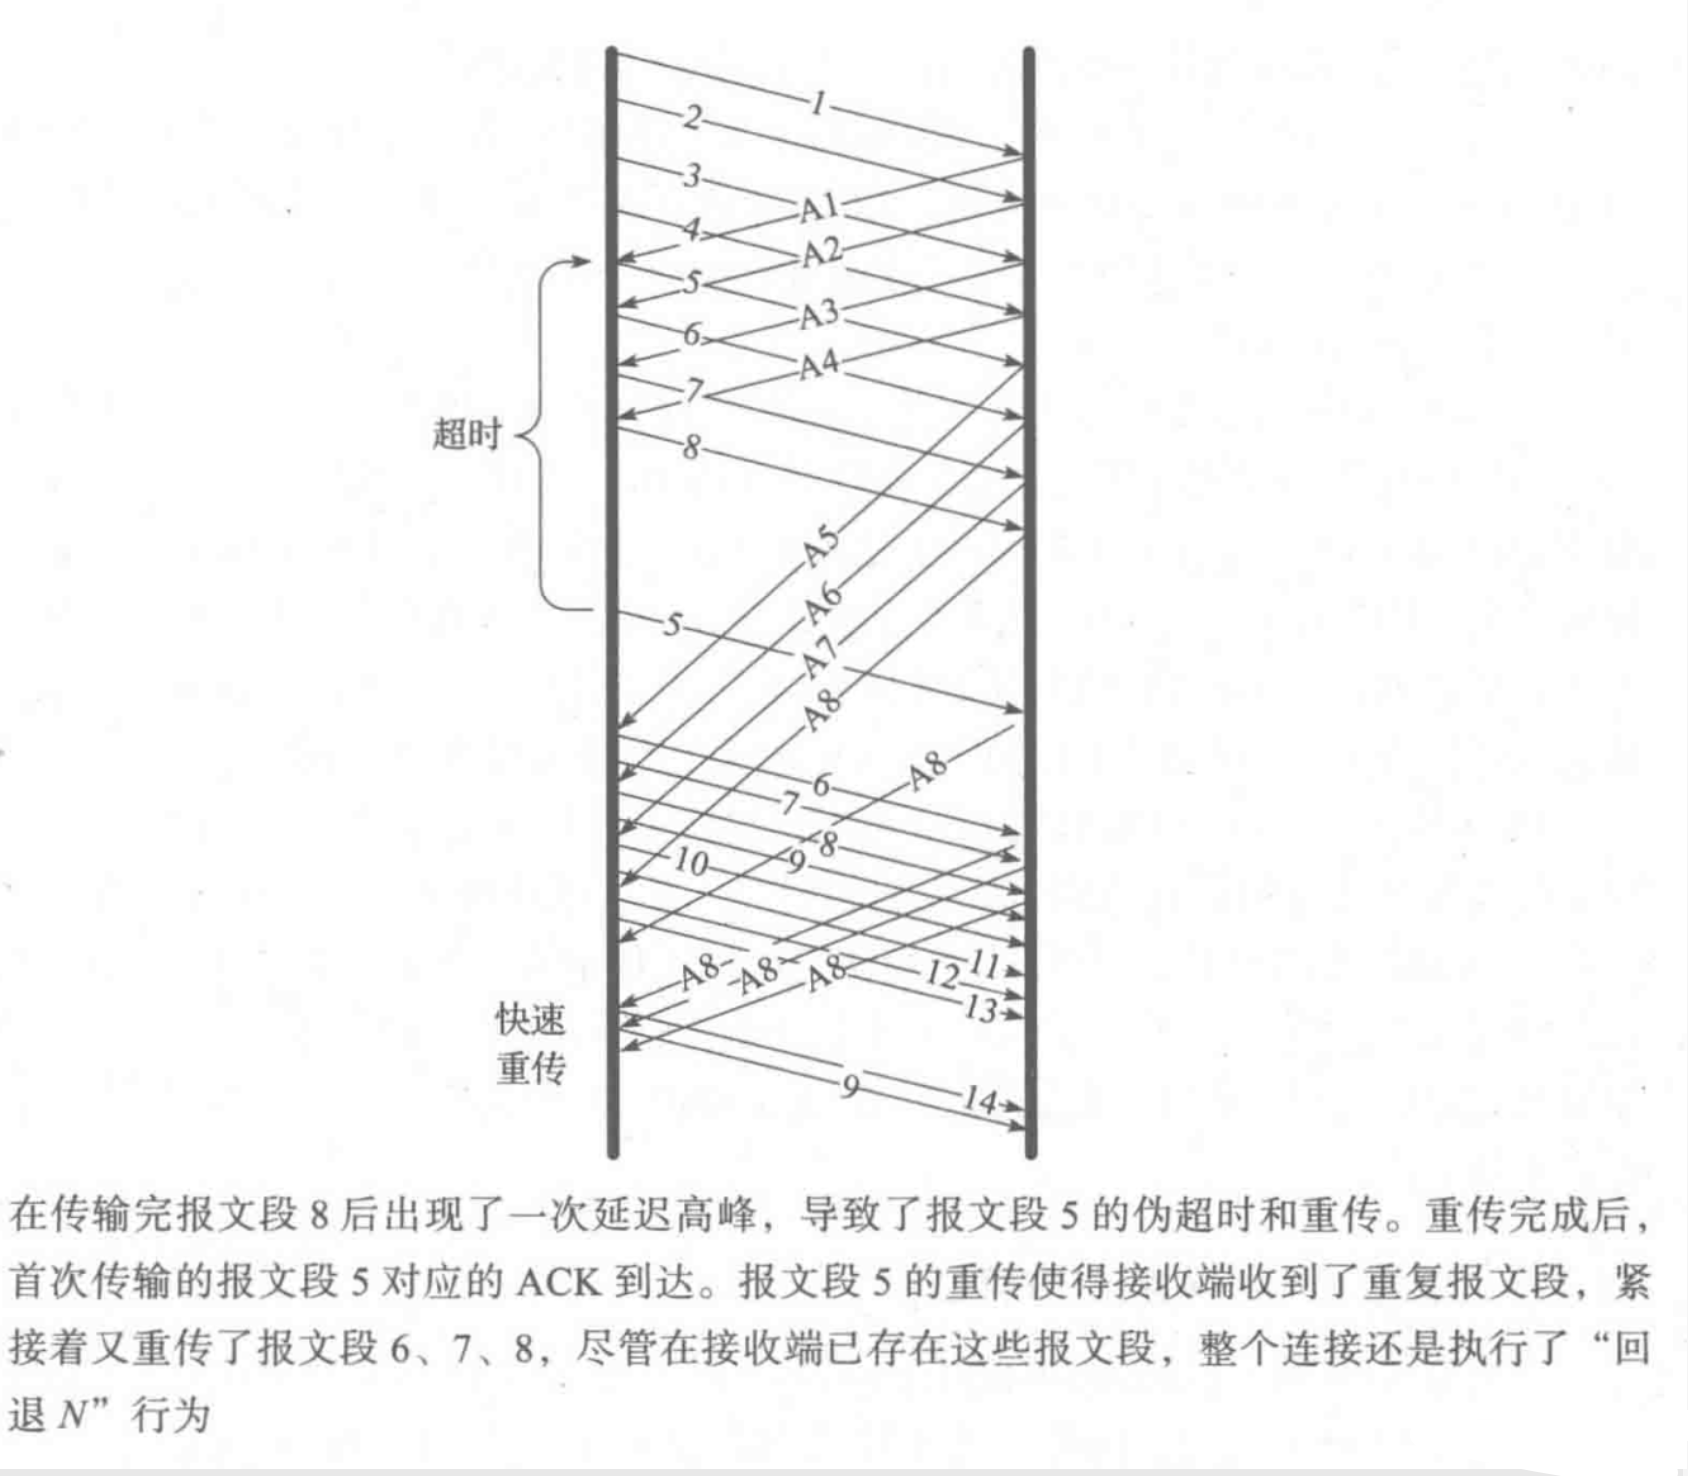 1
2
3
A1
4
A2
5
A3
6
A4
7
超时
8
A5
A6
5
A7
A8
A8
6
7
8
9
10
A8
A8
A8
11
12
13
快速
重传
9
14
在传输完报文段 8 后出现了一次延迟高峰，导致了报文段 5 的伪超时和重传。重传完成后，
首次传输的报文段 5 对应的 ACK 到达。报文段 5 的重传使得接收端收到了重复报文段，紧
接着又重传了报文段 6、7、8，尽管在接收端已存在这些报文段，整个连接还是执行了“回
退 N”行为